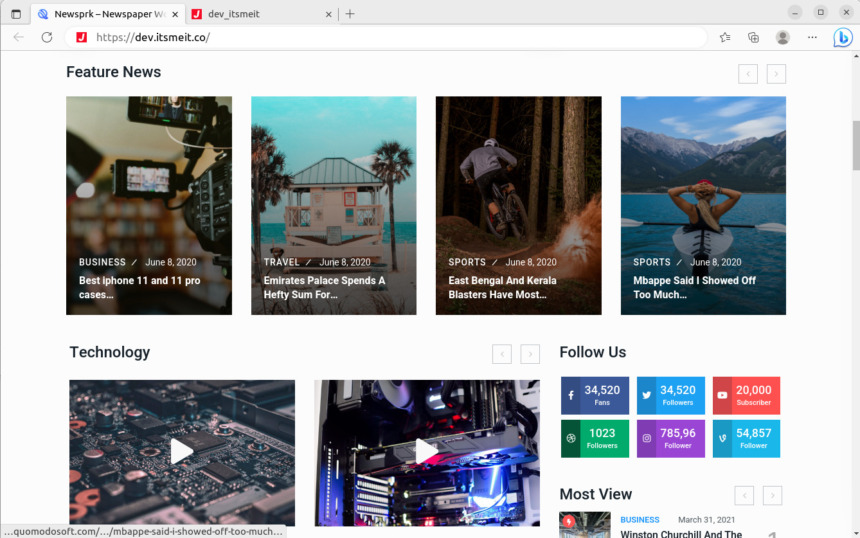 Newsprk – Newspaper Wo
dev_itsmeit
https://dev.itsmeit.co/
Feature News
BUSINESS / June 8, 2020
Best iphone 11 and 11 pro
cases...
TRAVEL / June 8, 2020
Emirates Palace Spends A
Hefty Sum For...
SPORTS / June 8, 2020
East Bengal And Kerala
Blasters Have Most...
SPORTS / June 8, 2020
Mbappe Said I Showed Off
Too Much...
Technology
Follow Us
34,520
Fans
34,520
Followers
20,000
Subscriber
1023
Followers
785,96
Follower
54,857
Follower
Most View
BUSINESS March 31, 2021
Winston Churchill And The
1
...quomodosoft.com/.../mbappe-said-i-showed-off-too-much...